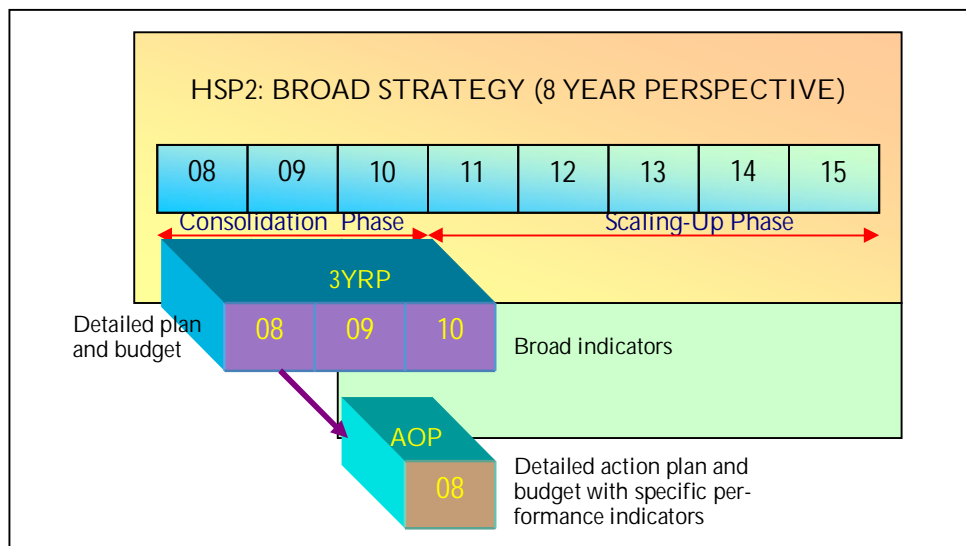 HSP2: BROAD STRATEGY (8 YEAR PERSPECTIVE)
08 09 10 11 12 13 14 15
Consolidation Phase Scaling-Up Phase
3YRP
Detailed plan
and budget
08 09 10
Broad indicators
AOP
08
Detailed action plan and
budget with specific per-
formance indicators